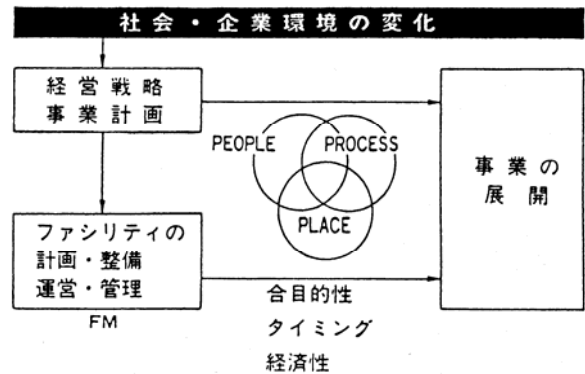 社会・企業環境の変化
経営戦略
事業計画
PEOPLE
PROCESS
PLACE
事業の
展開
ファシリティの
計画・整備
運営・管理
FM
合目的性
タイミング
経済性